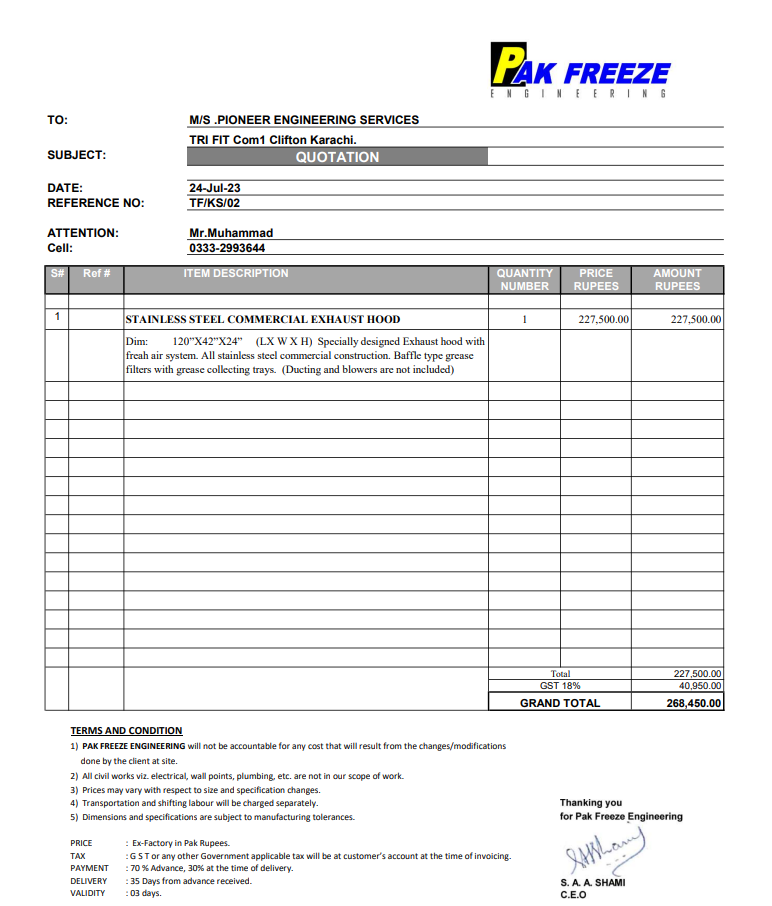 PAK FREEZE
ENGINEERING
TO: M/S .PIONEER ENGINEERING SERVICES
TRI FIT Com1 Clifton Karachi.
SUBJECT: QUOTATION
DATE: 24-Jul-23
REFERENCE NO: TF/KS/02
ATTENTION: Mr.Muhammad
Cell: 0333-2993644
S# Ref # ITEM DESCRIPTION QUANTITY NUMBER PRICE RUPEES AMOUNT RUPEES
1 STAINLESS STEEL COMMERCIAL EXHAUST HOOD 1 227,500.00 227,500.00
Dim: 120”X42”X24” (LX W X H) Specially designed Exhaust hood with
freah air system. All stainless steel commercial construction. Baffle type grease
filters with grease collecting trays. (Ducting and blowers are not included)
Total 227,500.00
GST 18% 40,950.00
GRAND TOTAL 268,450.00
TERMS AND CONDITION
1) PAK FREEZE ENGINEERING will not be accountable for any cost that will result from the changes/modifications
done by the client at site.
2) All civil works viz. electrical, wall points, plumbing, etc. are not in our scope of work.
3) Prices may vary with respect to size and specification changes.
4) Transportation and shifting labour will be charged separately.
5) Dimensions and specifications are subject to manufacturing tolerances.
PRICE : Ex-Factory in Pak Rupees.
TAX : G S T or any other Government applicable tax will be at customer's account at the time of invoicing.
PAYMENT : 70 % Advance, 30% at the time of delivery.
DELIVERY : 35 Days from advance received.
VALIDITY : 03 days.
Thanking you
for Pak Freeze Engineering
S. A. A. SHAMI
C.E.O